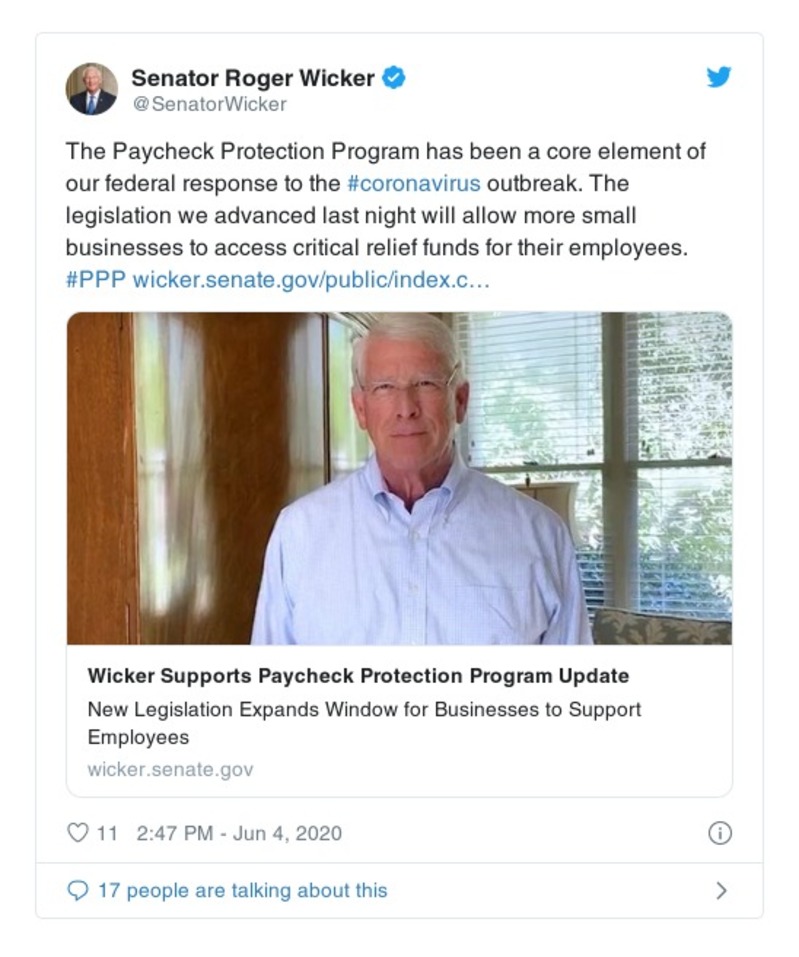 Senator Roger Wicker
@SenatorWicker
The Paycheck Protection Program has been a core element of
our federal response to the #coronavirus outbreak. The
legislation we advanced last night will allow more small
businesses to access critical relief funds for their employees.
#PPP wicker.senate.gov/public/index.c…
Wicker Supports Paycheck Protection Program Update
New Legislation Expands Window for Businesses to Support
Employees
wicker.senate.gov
11 2:47 PM - Jun 4, 2020
17 people are talking about this